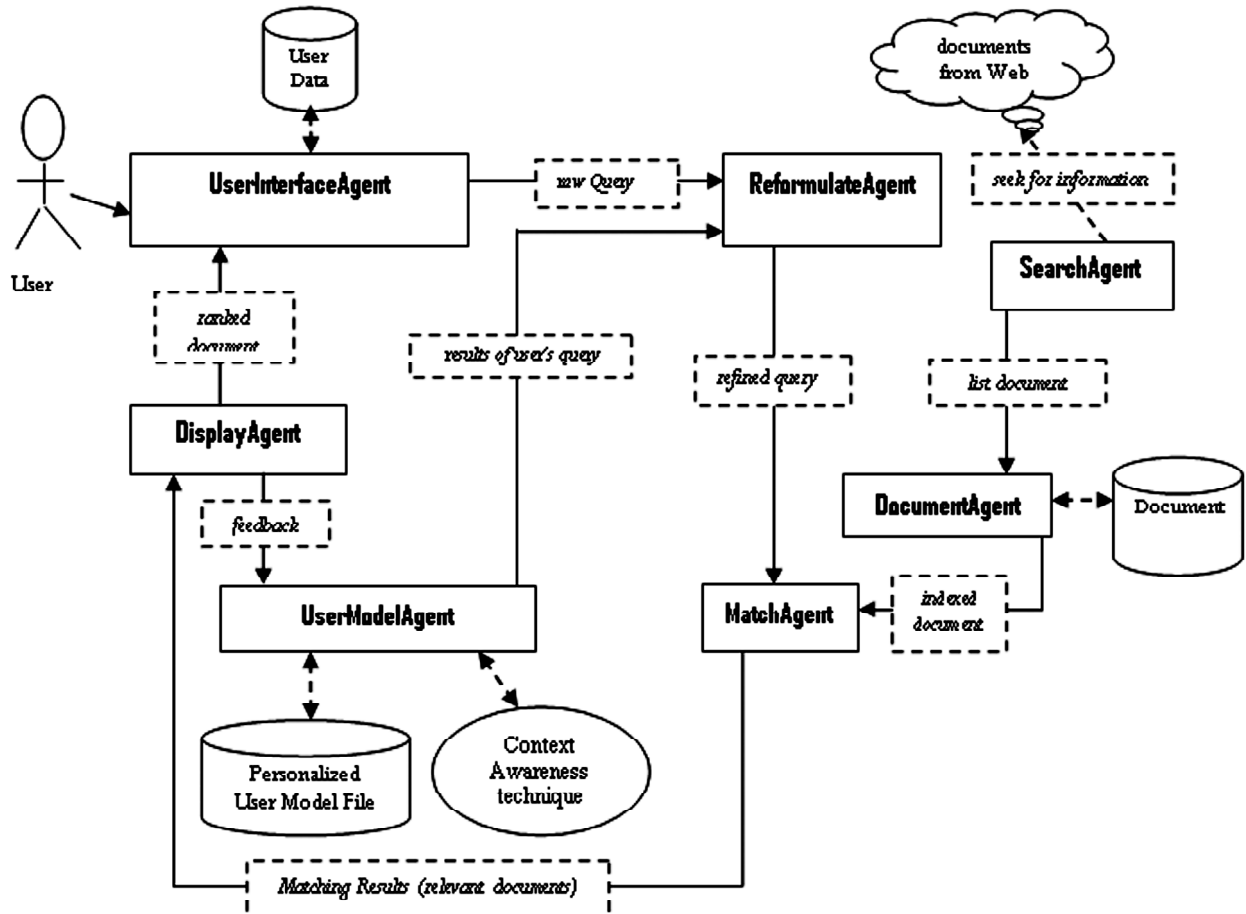 User
Data
documents
from Web
UserInterfaceAgent
raw Query
ReformulateAgent
seek for information
User
SearchAgent
ranked
document
results of user's query
refined query
list document
DisplayAgent
feedback
DocumentAgent
Document
UserModelAgent
MatchAgent
indexed
document
Personalized
User Model File
Context
Awareness
technique
Matching Results (relevant documents)